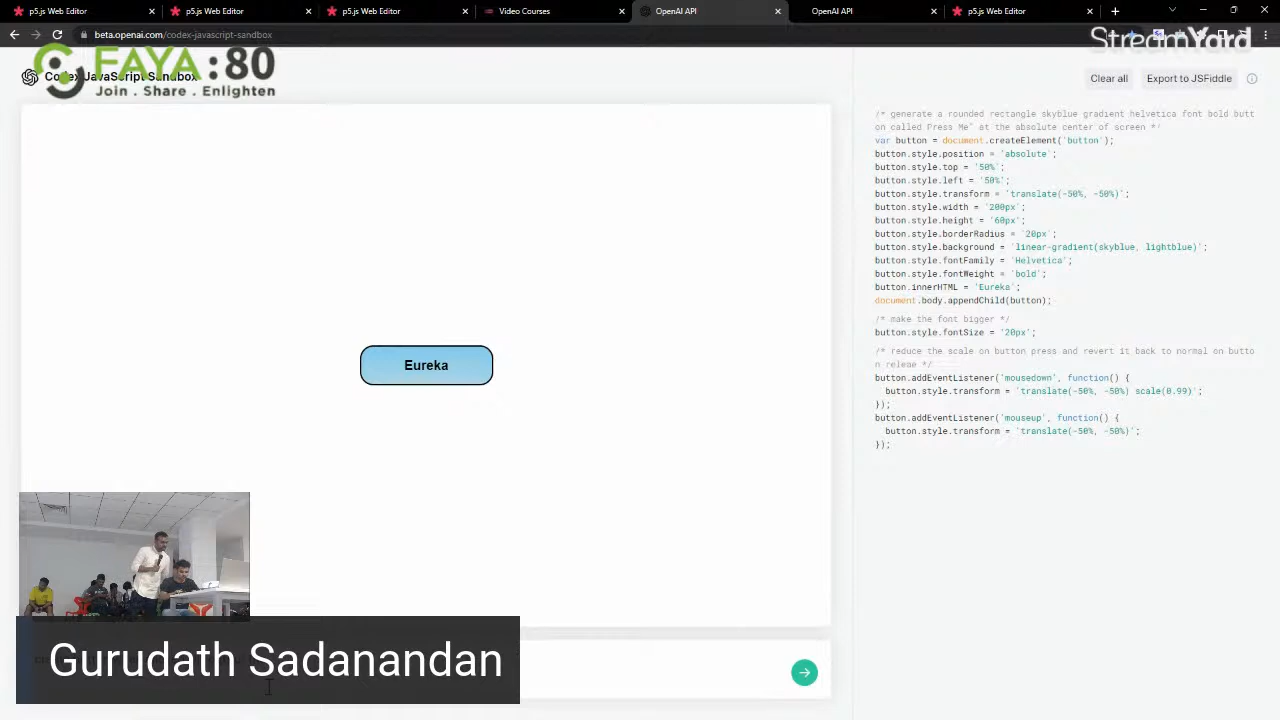 p5.js Web Editor
p5.js Web Editor
p5.js Web Editor
Video Courses
OpenAI API
OpenAI API
p5.js Web Editor
beta.openai.com/codex-javascript-sandbox
StreamYard
FAYA:80
Join . Share . Enlighten
Codex JavaScript Sandbox
Clear all
Export to JSFiddle
/* generate a rounded rectangle skyblue gradient helvetica font bold butt
on called Press Me` at the absolute center of screen */
var button = document.createElement('button');
button.style.position = 'absolute';
button.style.top = '50%';
button.style.left = '50%';
button.style.transform = 'translate(-50%, -50%)';
button.style.width = '200px';
button.style.height = '60px';
button.style.borderRadius = '20px';
button.style.background = 'linear-gradient(skyblue, lightblue)';
button.style.fontFamily = 'Helvetica';
button.style.fontWeight = 'bold';
button.innerHTML = 'Eureka';
document.body.appendChild(button);
/* make the font bigger */
button.style.fontSize = '20px';
/* reduce the scale on button press and revert it back to normal on butto
n releae */
button.addEventListener('mousedown', function() {
button.style.transform = 'translate(-50%, -50%) scale(0.99)';
});
button.addEventListener('mouseup', function() {
button.style.transform = 'translate(-50%, -50%)';
});
Eureka
Gurudath Sadanandan